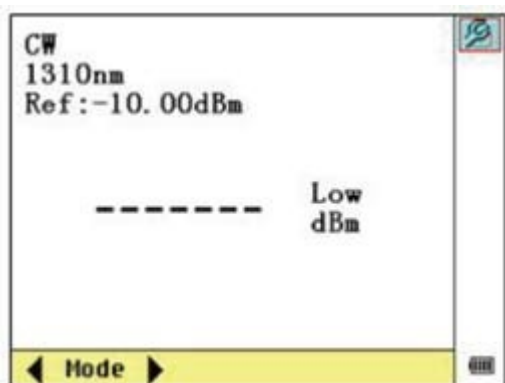 CW
1310nm
Ref:-10.00dBm
------- Low
dBm
Mode